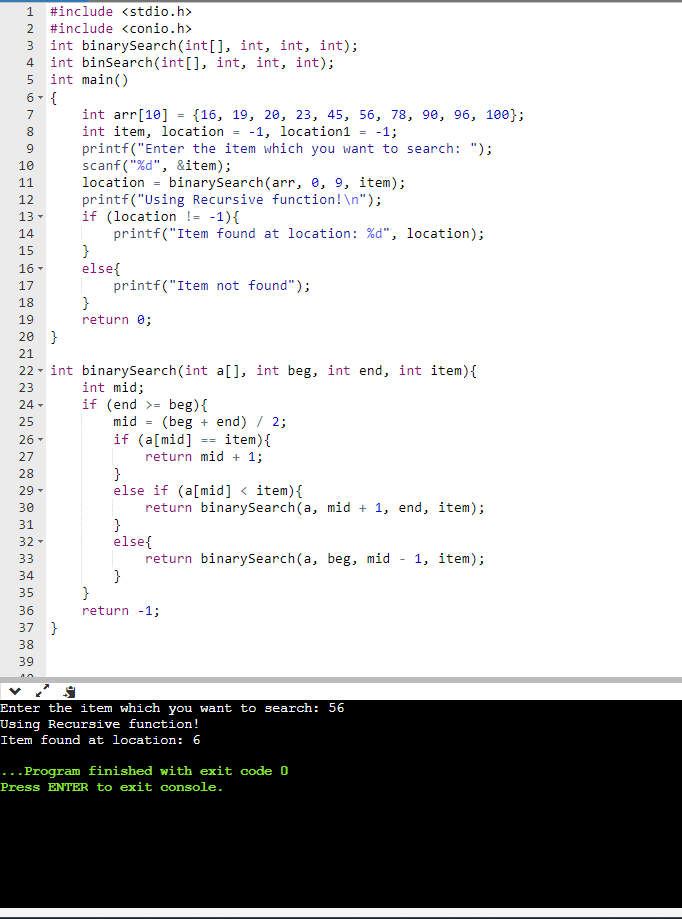 1 #include <stdio.h>
2 #include <conio.h>
3 int binarySearch(int[], int, int, int);
4 int binSearch(int[], int, int, int);
5 int main()
6 {
7     int arr[10] = {16, 19, 20, 23, 45, 56, 78, 90, 96, 100};
8     int item, location = -1, location1 = -1;
9     printf("Enter the item which you want to search: ");
10     scanf("%d", &item);
11     location = binarySearch(arr, 0, 9, item);
12     printf("Using Recursive function!\n");
13     if (location != -1){
14         printf("Item found at location: %d", location);
15     }
16     else{
17         printf("Item not found");
18     }
19     return 0;
20 }
21
22 int binarySearch(int a[], int beg, int end, int item){
23     int mid;
24     if (end >= beg){
25         mid = (beg + end) / 2;
26         if (a[mid] == item){
27             return mid + 1;
28         }
29         else if (a[mid] < item){
30             return binarySearch(a, mid + 1, end, item);
31         }
32         else{
33             return binarySearch(a, beg, mid - 1, item);
34         }
35     }
36     return -1;
37 }
38
39
Enter the item which you want to search: 56
Using Recursive function!
Item found at location: 6
...Program finished with exit code 0
Press ENTER to exit console.